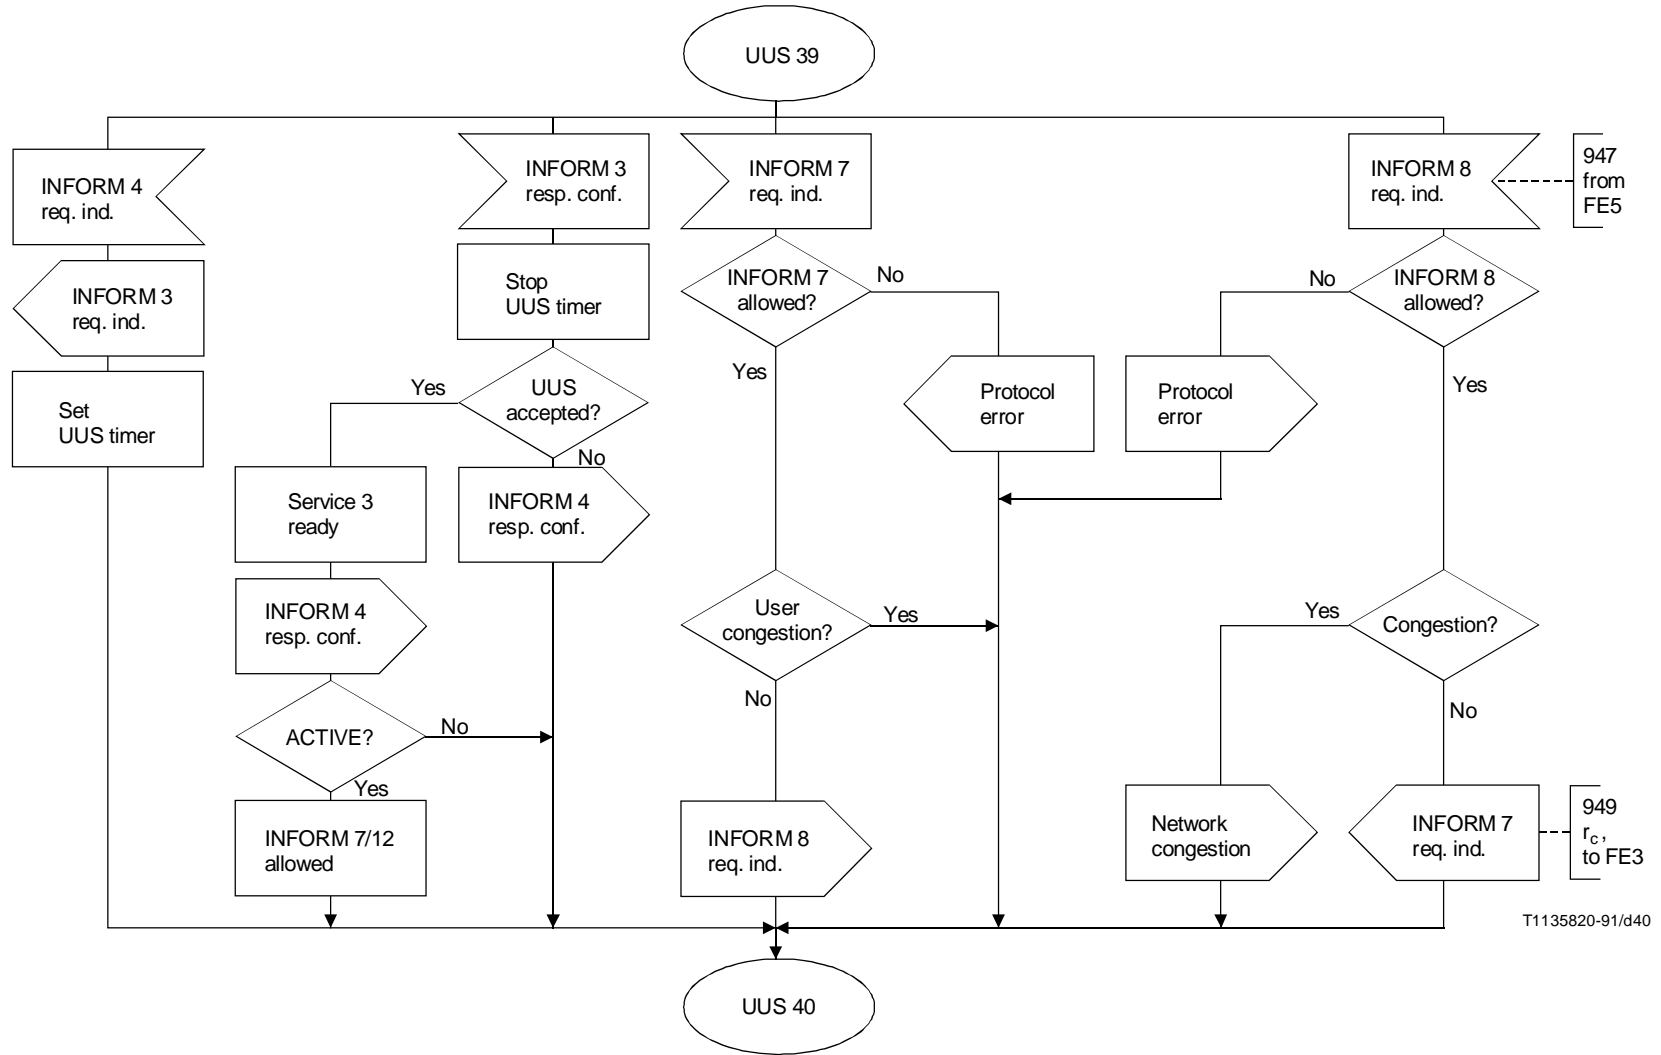 UUS 39
INFORM 4
req. ind.
INFORM 3
req. ind.
Set
UUS timer
INFORM 3
resp. conf.
Stop
UUS timer
UUS
accepted?
Yes
No
Service 3
ready
INFORM 4
resp. conf.
INFORM 4
resp. conf.
ACTIVE?
No
Yes
INFORM 7/12
allowed
INFORM 7
req. ind.
INFORM 7
allowed?
No
Yes
Protocol
error
User
congestion?
Yes
No
INFORM 8
req. ind.
INFORM 8
req. ind.
947
from
FE5
INFORM 8
allowed?
No
Yes
Protocol
error
Congestion?
Yes
No
Network
congestion
INFORM 7
req. ind.
949
rc,
to FE3
T1135820-91/d40
UUS 40